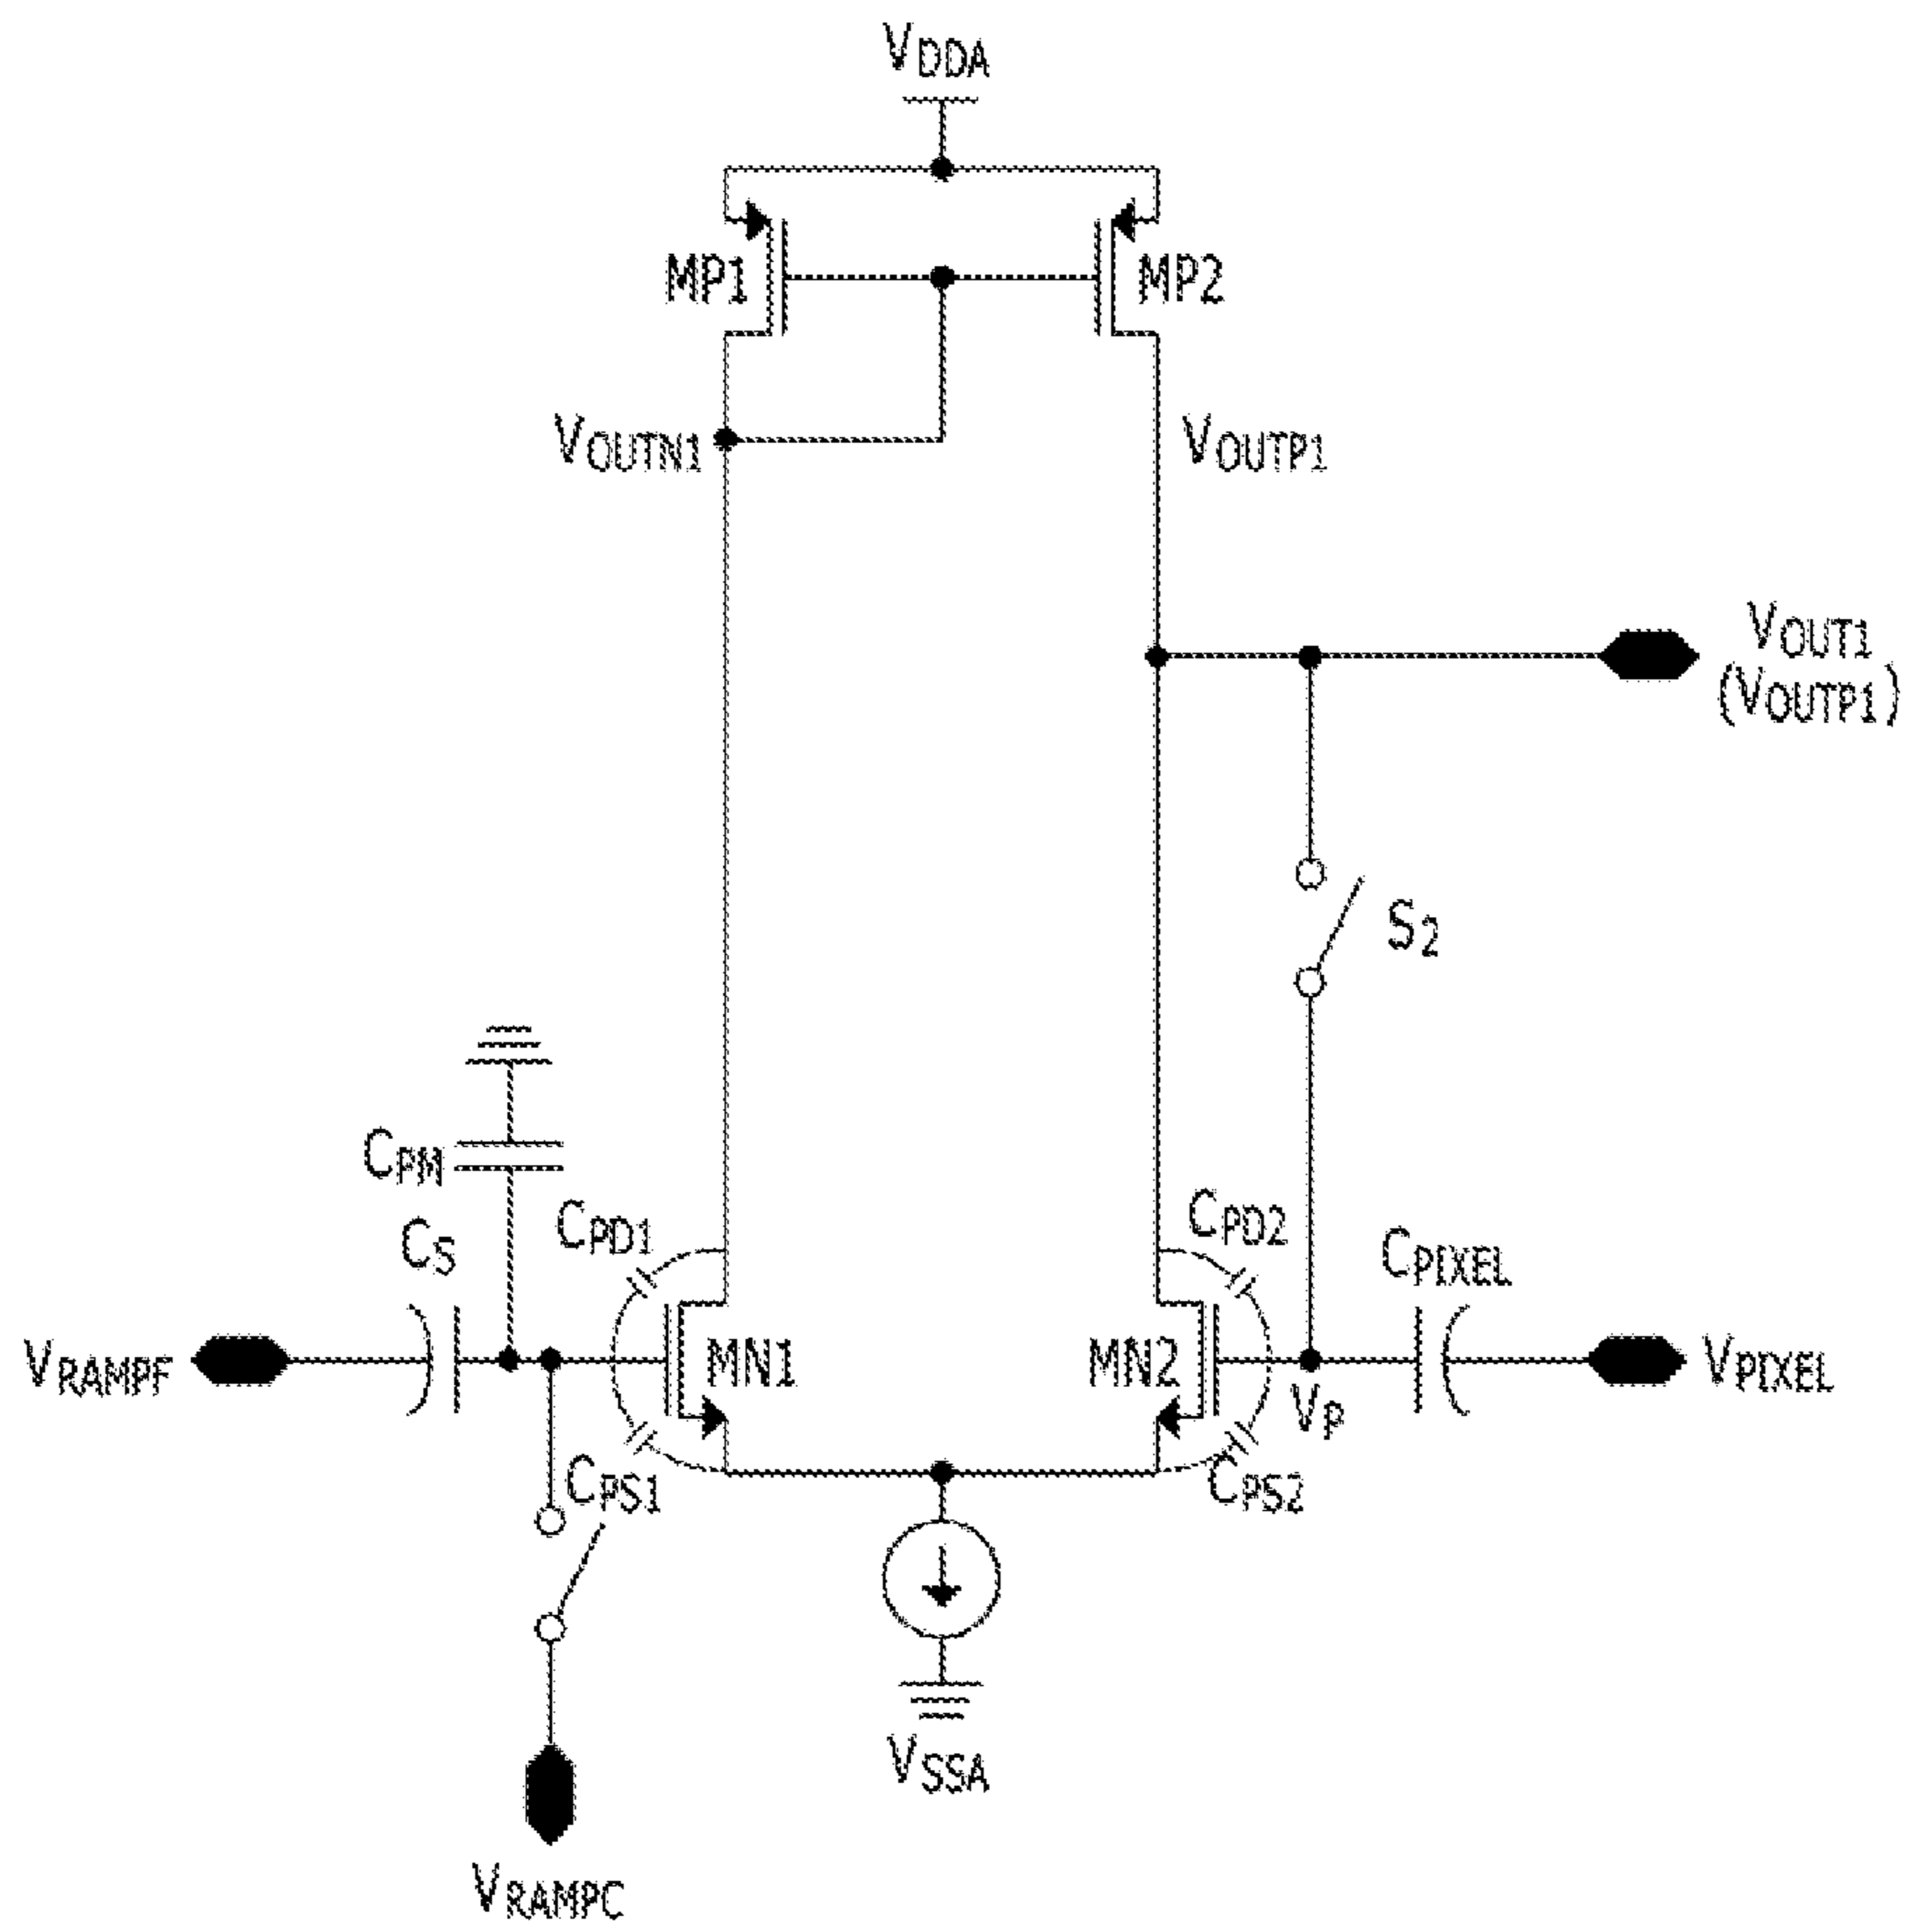 VDDA
MP1
MP2
VOUTN1
VOUTP1
VOUT1
(VOUTP1)
S2
CPM
CPD1
CPD2
CS
CPIXEL
VRAMPF
MN1
MN2
VPIXEL
VP
CPS1
CPS2
VSSA
VRAMPC